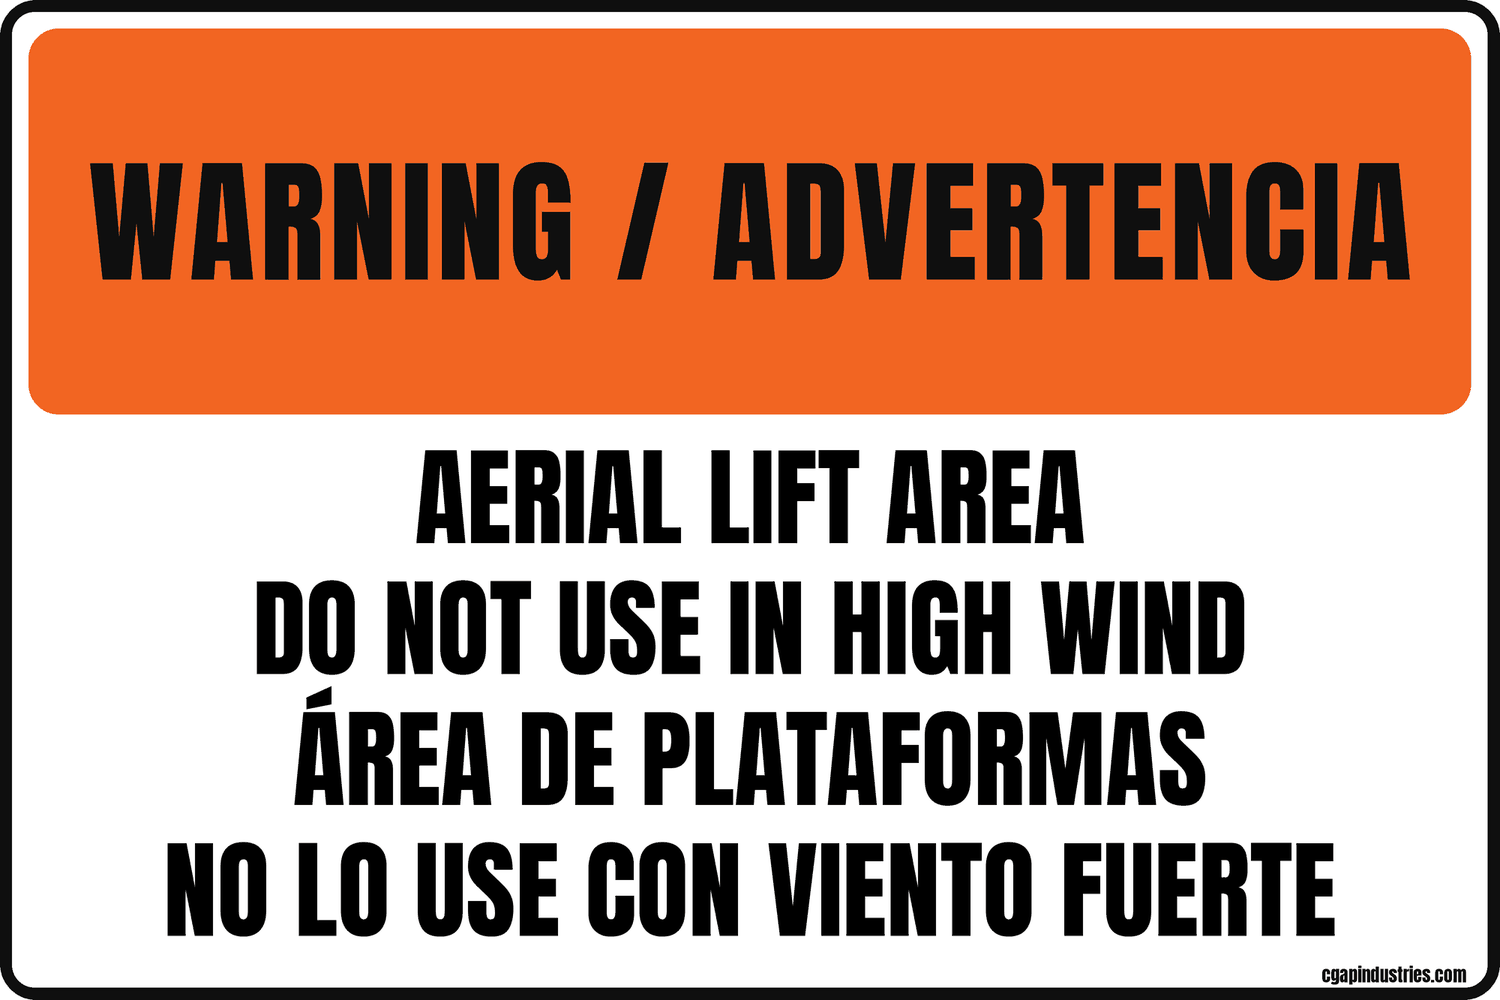 WARNING / ADVERTENCIA
AERIAL LIFT AREA
DO NOT USE IN HIGH WIND
ÁREA DE PLATAFORMAS
NO LO USE CON VIENTO FUERTE
cgapindustries.com